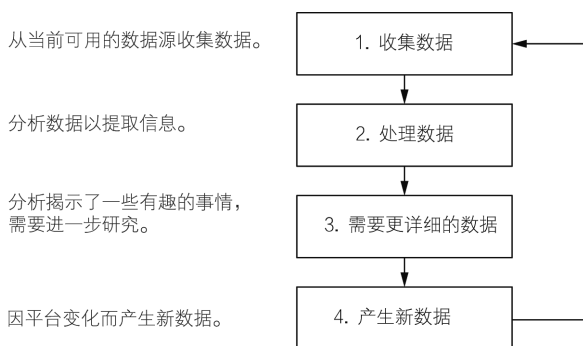 从当前可用的数据源收集数据。
1. 收集数据
分析数据以提取信息。
2. 处理数据
分析揭示了一些有趣的事情，
需要进一步研究。
3. 需要更详细的数据
因平台变化而产生新数据。
4. 产生新数据